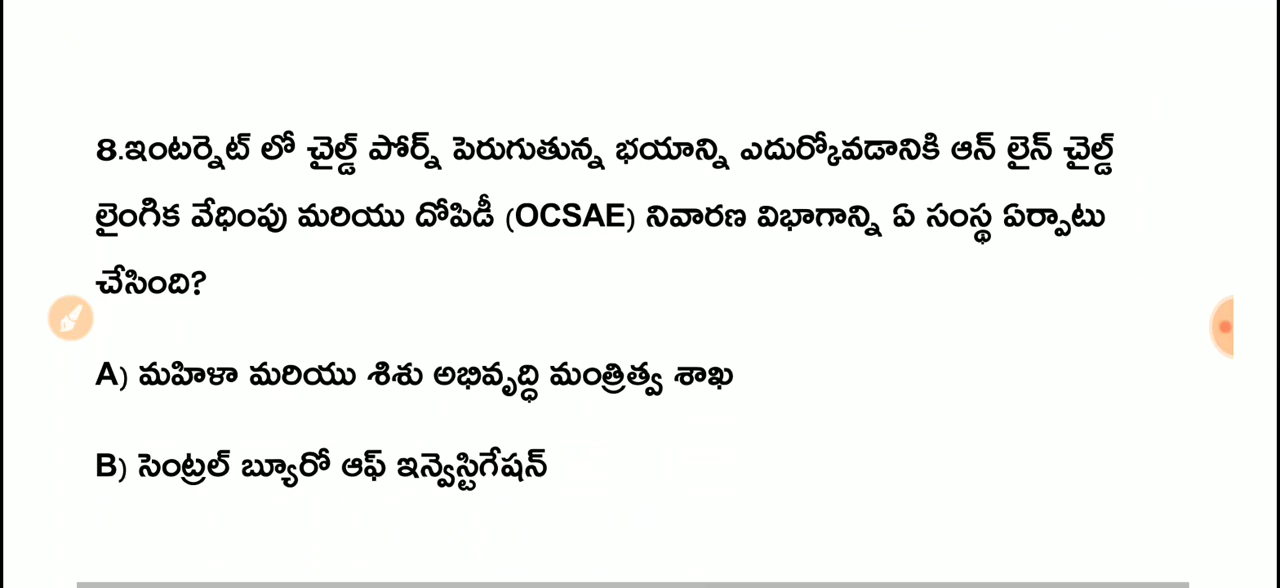 8.ఇంటర్నెట్ లో చైల్డ్ పోర్న్ పెరుగుతున్న భయాన్ని ఎదుర్కోవడానికి ఆన్ లైన్ చైల్డ్
లైంగిక వేధింపు మరియు దోపిడీ (OCSAE) నివారణ విభాగాన్ని ఏ సంస్థ ఏర్పాటు
చేసింది?
A) మహిళా మరియు శిశు అభివృద్ధి మంత్రిత్వ శాఖ
B) సెంట్రల్ బ్యూరో ఆఫ్ ఇన్వెస్టిగేషన్